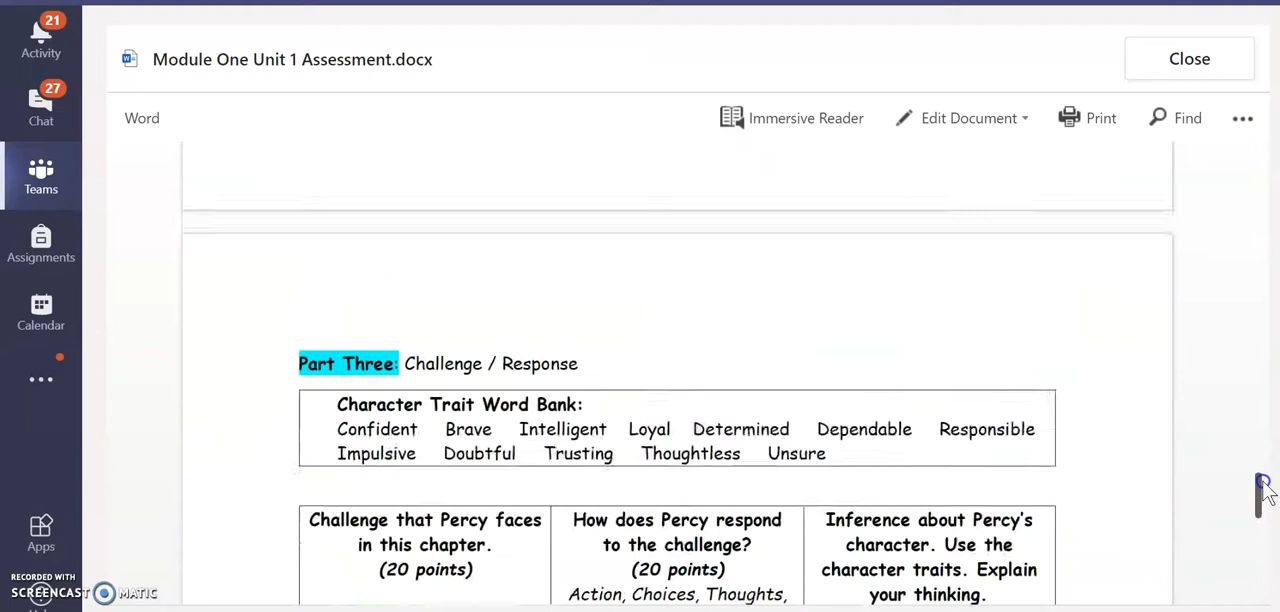 21
Activity
Module One Unit 1 Assessment.docx
Close
27
Chat
Word
Immersive Reader
Edit Document
Print
Find
Teams
Assignments
Calendar
Part Three: Challenge / Response
Character Trait Word Bank:
Confident Brave Intelligent Loyal Determined Dependable Responsible
Impulsive Doubtful Trusting Thoughtless Unsure
Challenge that Percy faces
in this chapter.
(20 points)
How does Percy respond
to the challenge?
(20 points)
Action, Choices, Thoughts,
Inference about Percy's
character. Use the
character traits. Explain
your thinking.
Apps
RECORDED WITH
SCREENCAST MATIC